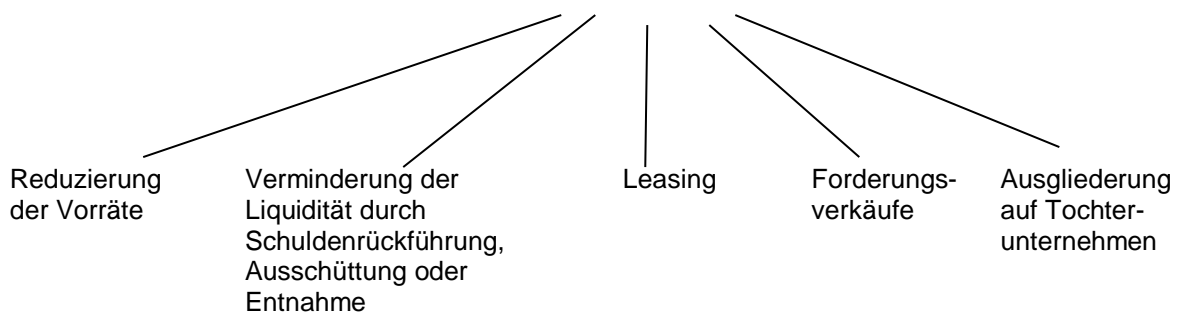 Reduzierung
der Vorräte
Verminderung der
Liquidität durch
Schuldenrückführung,
Ausschüttung oder
Entnahme
Leasing
Forderungs-
verkäufe
Ausgliederung
auf Tochter-
unternehmen